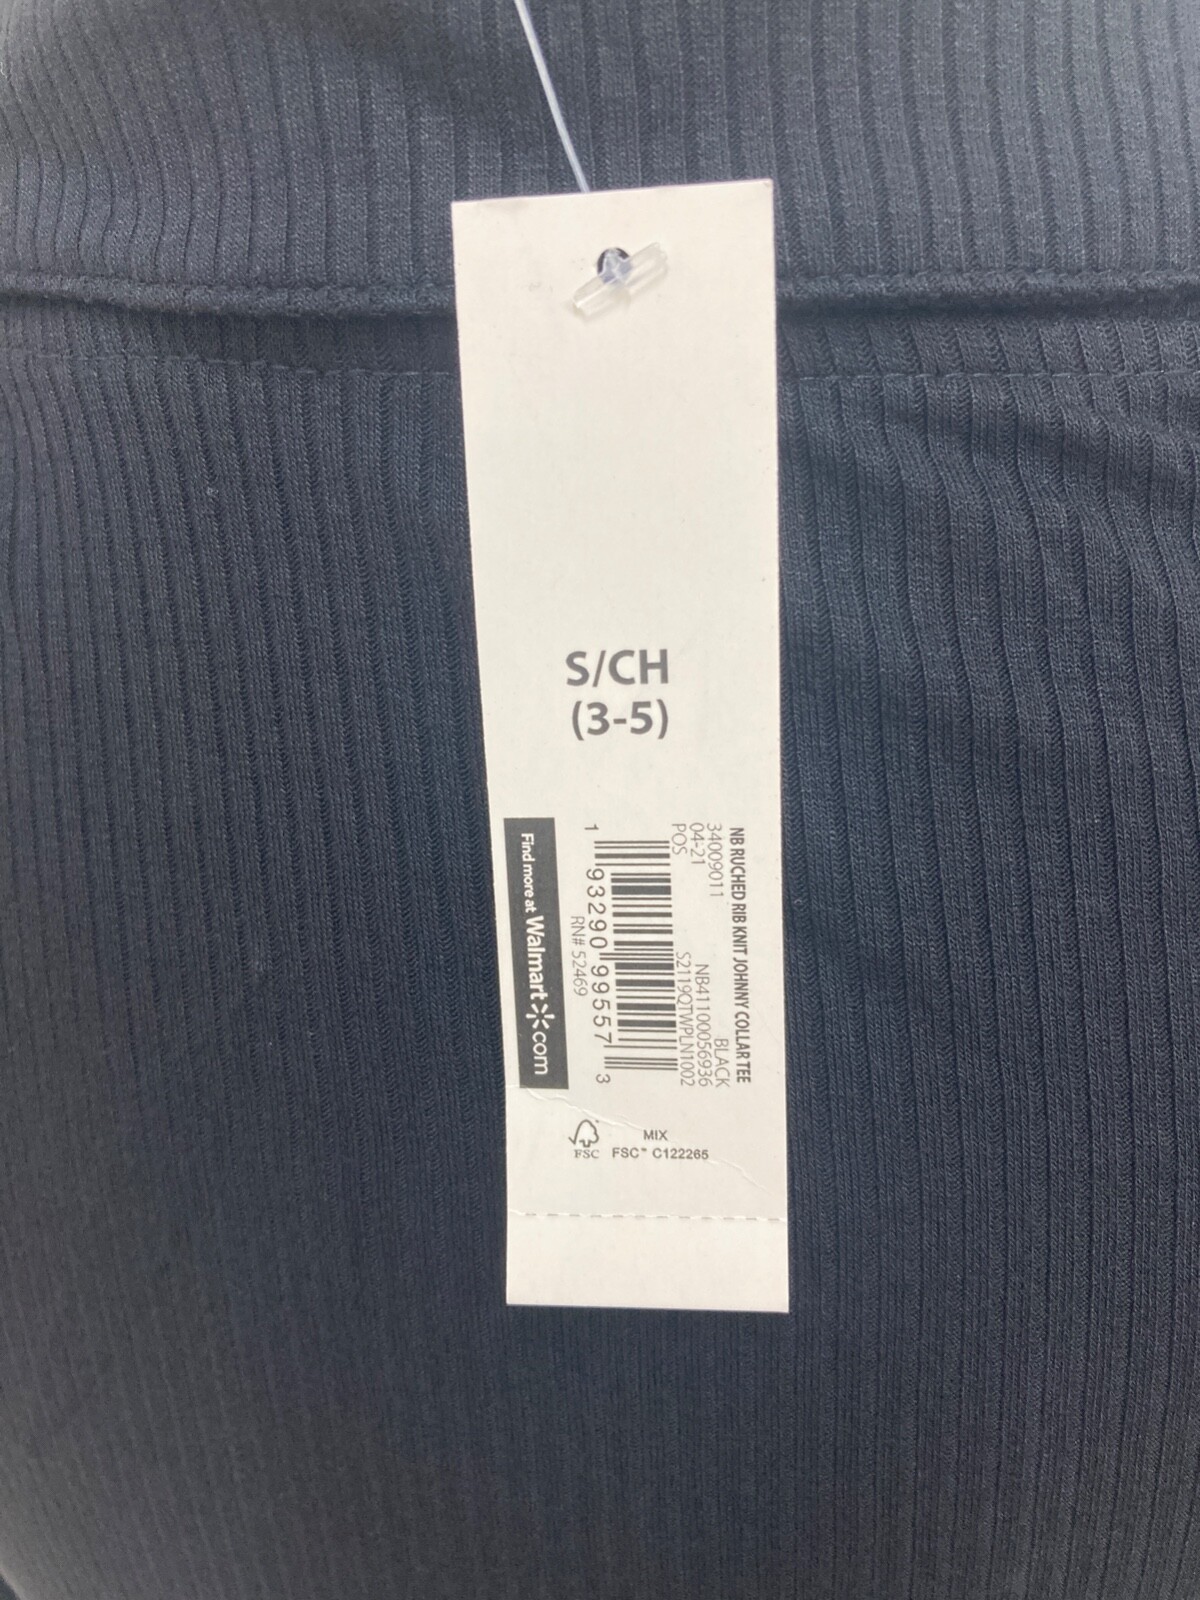 S/CH
(3-5)
NB RUCHED RIB KNIT JOHNNY COLLAR TEE
BLACK
34009011
NB41100056936
04-21
S2119QTWPLN1002
POS
1 93290 99557 3
RN# 52469
Find more at Walmart com
FSC
MIX
FSC™ C122265